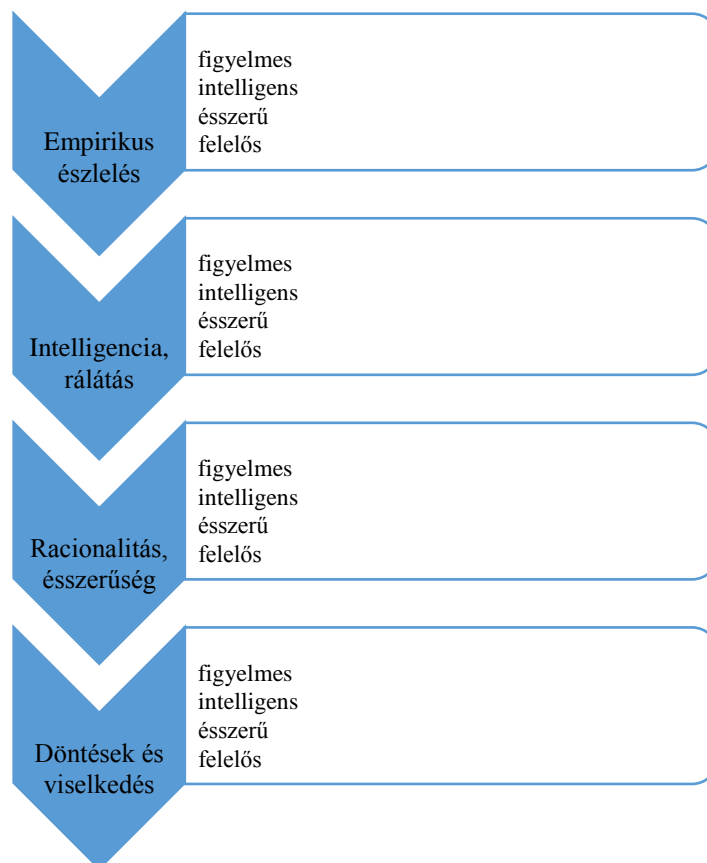 figyelmes
intelligens
ésszerű
felelős
Empirikus
észlelés
figyelmes
intelligens
ésszerű
felelős
Intelligencia,
rálátás
figyelmes
intelligens
ésszerű
felelős
Racionalitás,
ésszerűség
figyelmes
intelligens
ésszerű
felelős
Döntések és
viselkedés